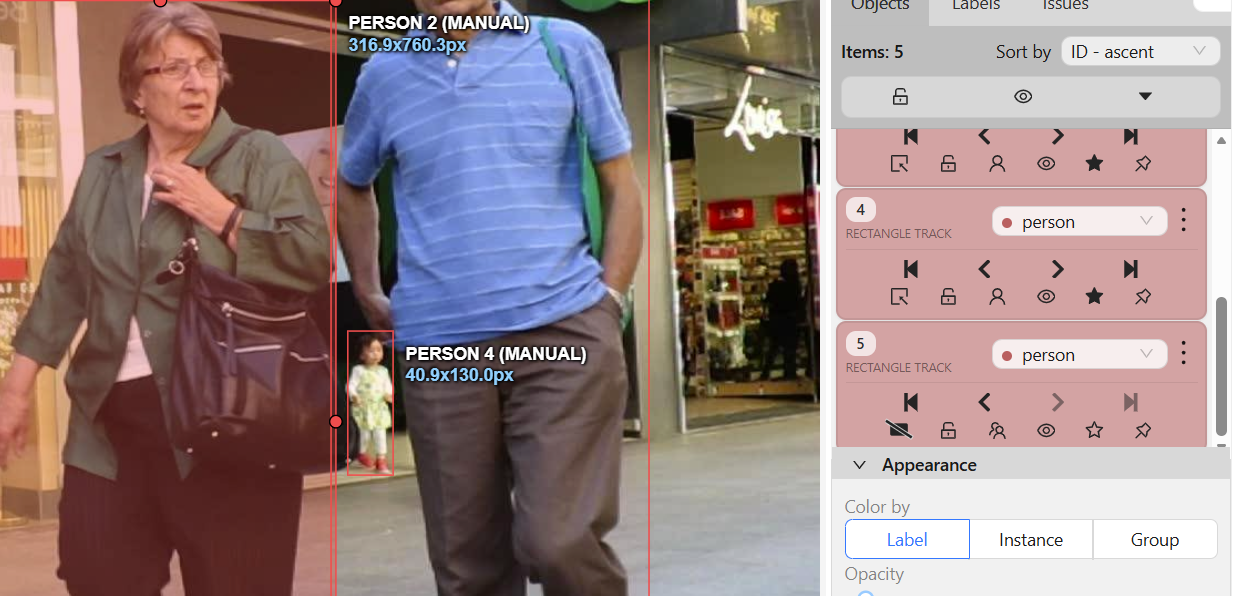 PERSON 2 (MANUAL)
316.9x760.3px
PERSON 4 (MANUAL)
40.9x130.0px
Objects
Labels
Issues
Items: 5
Sort by
ID - ascent
4
person
RECTANGLE TRACK
5
person
RECTANGLE TRACK
Appearance
Color by
Label
Instance
Group
Opacity